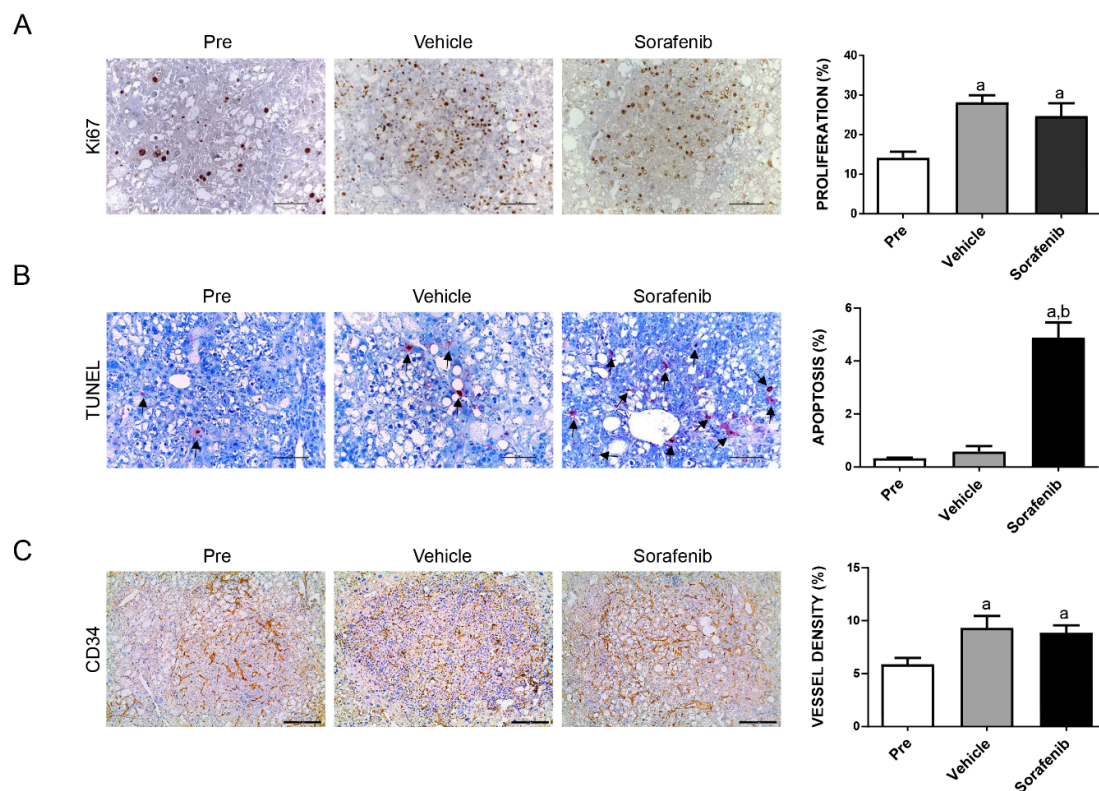 A
Pre
Vehicle
Sorafenib
Ki67
PROLIFERATION (%)
40
30
20
10
0
a
a
Pre
Vehicle
Sorafenib
B
Pre
Vehicle
Sorafenib
TUNEL
APOPTOSIS (%)
6
4
2
0
a,b
Pre
Vehicle
Sorafenib
C
Pre
Vehicle
Sorafenib
CD34
VESSEL DENSITY (%)
15
10
5
0
a
a
Pre
Vehicle
Sorafenib